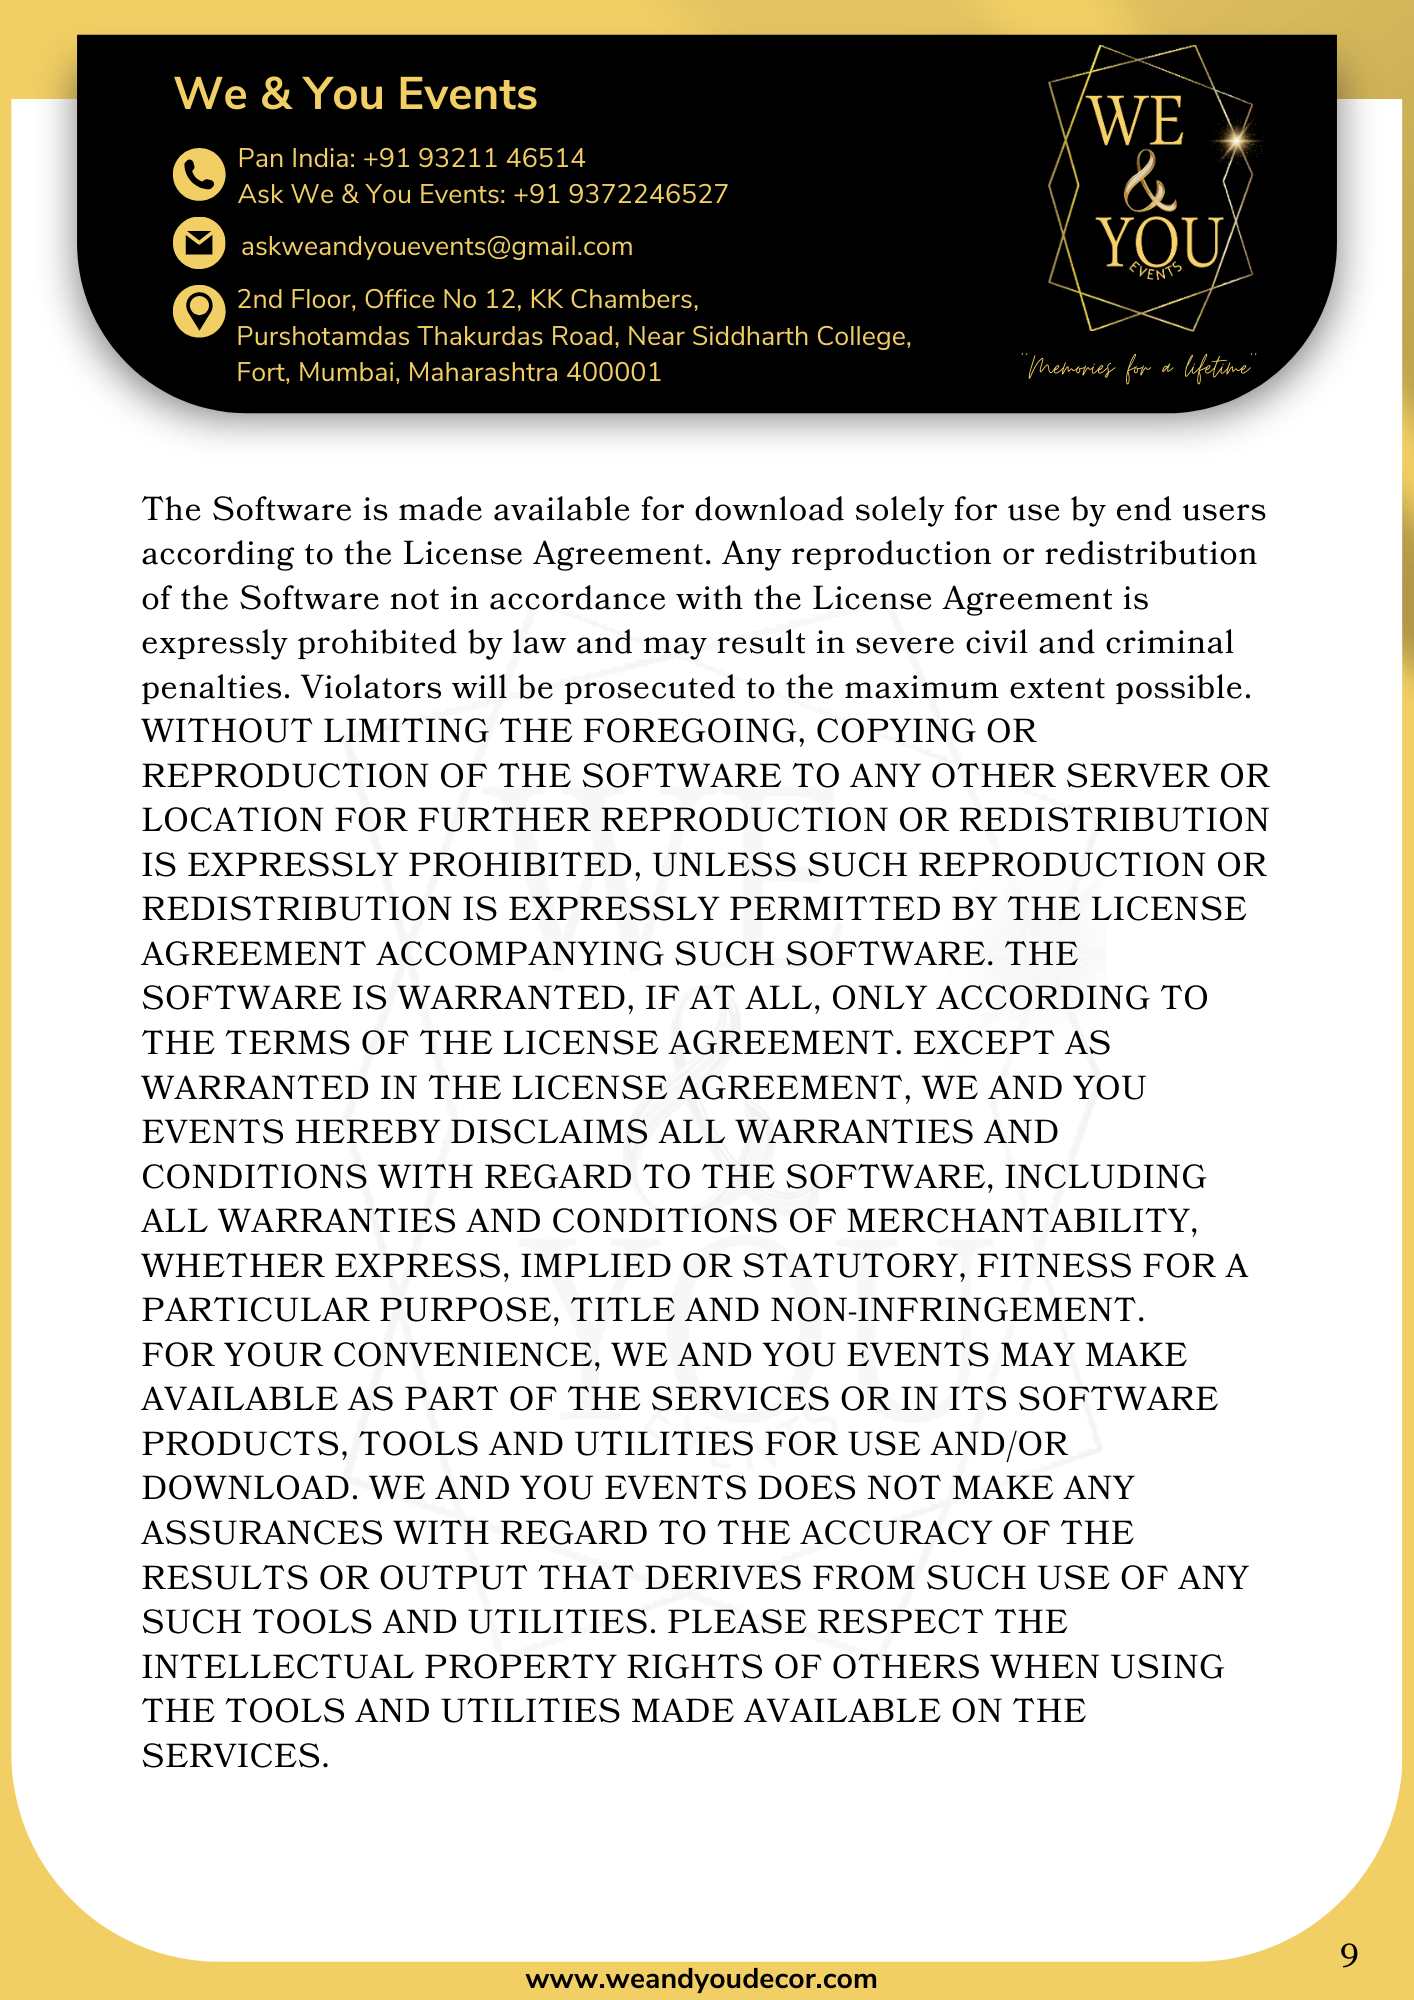 We & You Events
Pan India: +91 93211 46514
Ask We & You Events: +91 9372246527
askweandyouevents@gmail.com
2nd Floor, Office No 12, KK Chambers,
Purshotamdas Thakurdas Road, Near Siddharth College,
Fort, Mumbai, Maharashtra 400001
WE
&
YOU
EVENTS
"Memories for a lifetime"
The Software is made available for download solely for use by end users
according to the License Agreement. Any reproduction or redistribution
of the Software not in accordance with the License Agreement is
expressly prohibited by law and may result in severe civil and criminal
penalties. Violators will be prosecuted to the maximum extent possible.
WITHOUT LIMITING THE FOREGOING, COPYING OR
REPRODUCTION OF THE SOFTWARE TO ANY OTHER SERVER OR
LOCATION FOR FURTHER REPRODUCTION OR REDISTRIBUTION
IS EXPRESSLY PROHIBITED, UNLESS SUCH REPRODUCTION OR
REDISTRIBUTION IS EXPRESSLY PERMITTED BY THE LICENSE
AGREEMENT ACCOMPANYING SUCH SOFTWARE. THE
SOFTWARE IS WARRANTED, IF AT ALL, ONLY ACCORDING TO
THE TERMS OF THE LICENSE AGREEMENT. EXCEPT AS
WARRANTED IN THE LICENSE AGREEMENT, WE AND YOU
EVENTS HEREBY DISCLAIMS ALL WARRANTIES AND
CONDITIONS WITH REGARD TO THE SOFTWARE, INCLUDING
ALL WARRANTIES AND CONDITIONS OF MERCHANTABILITY,
WHETHER EXPRESS, IMPLIED OR STATUTORY, FITNESS FOR A
PARTICULAR PURPOSE, TITLE AND NON-INFRINGEMENT.
FOR YOUR CONVENIENCE, WE AND YOU EVENTS MAY MAKE
AVAILABLE AS PART OF THE SERVICES OR IN ITS SOFTWARE
PRODUCTS, TOOLS AND UTILITIES FOR USE AND/OR
DOWNLOAD. WE AND YOU EVENTS DOES NOT MAKE ANY
ASSURANCES WITH REGARD TO THE ACCURACY OF THE
RESULTS OR OUTPUT THAT DERIVES FROM SUCH USE OF ANY
SUCH TOOLS AND UTILITIES. PLEASE RESPECT THE
INTELLECTUAL PROPERTY RIGHTS OF OTHERS WHEN USING
THE TOOLS AND UTILITIES MADE AVAILABLE ON THE
SERVICES.
9
www.weandyoudecor.com